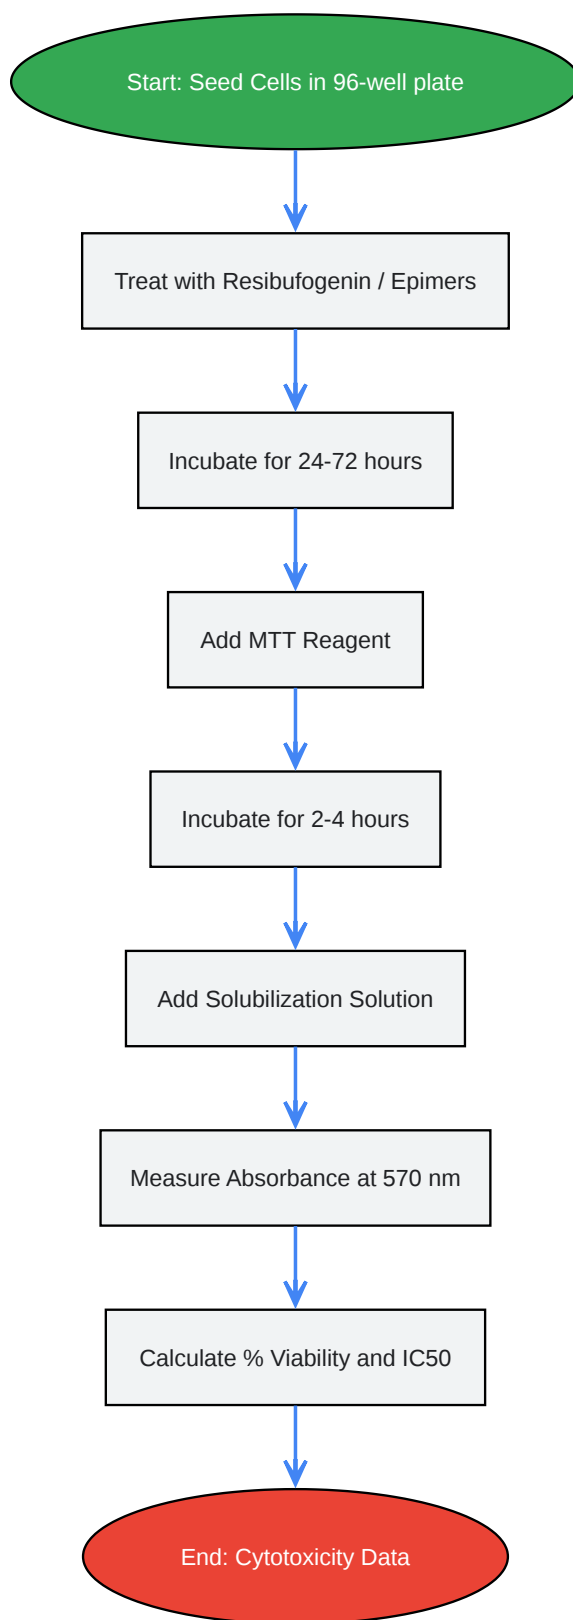 Start: Seed Cells in 96-well plate
Treat with Resibufogenin / Epimers
Incubate for 24-72 hours
Add MTT Reagent
Incubate for 2-4 hours
Add Solubilization Solution
Measure Absorbance at 570 nm
Calculate % Viability and IC50
End: Cytotoxicity Data